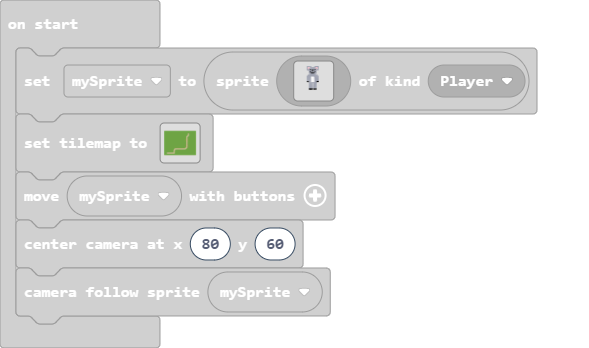 on start
set mySprite to sprite of kind Player
set tilemap to
move mySprite with buttons
center camera at x 80 y 60
camera follow sprite mySprite